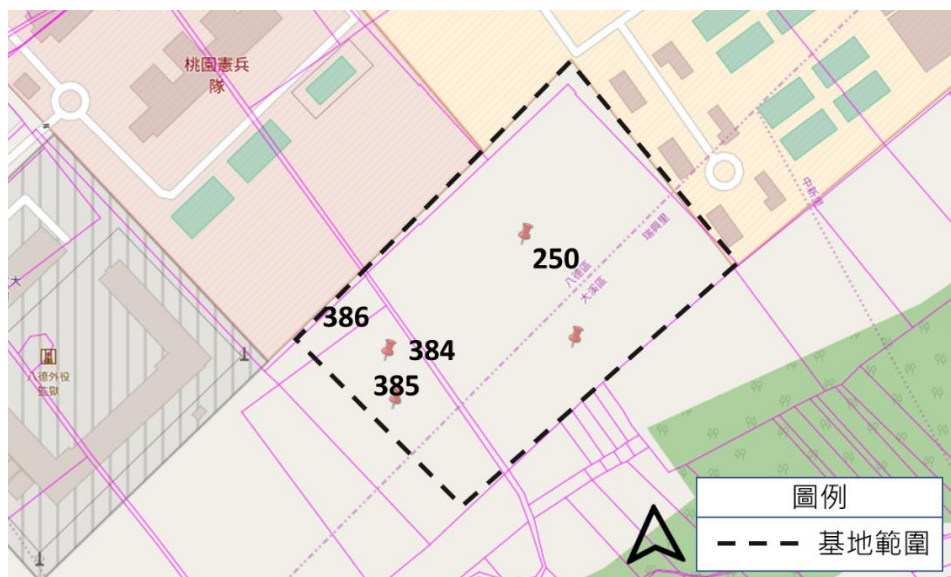 桃園憲兵
隊
250
瑞興里
中新里
八德區
大溪區
386
384
385
大
八德外役
監獄
圖例
基地範圍